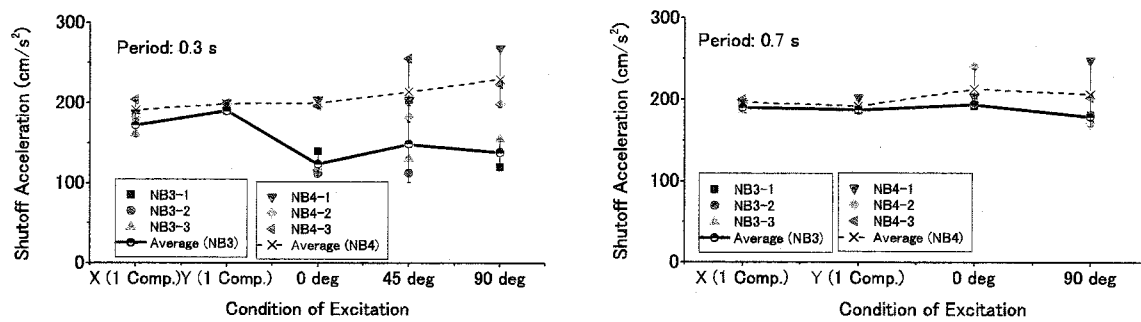 Shutoff Acceleration (cm/s²)
300
200
100
0
Period: 0.3 s
NB3-1
NB3-2
NB3-3
Average (NB3)
NB4-1
NB4-2
NB4-3
Average (NB4)
X (1 Comp.) Y (1 Comp.) 0 deg 45 deg 90 deg
Condition of Excitation
Shutoff Acceleration (cm/s²)
300
200
100
0
Period: 0.7 s
NB3-1
NB3-2
NB3-3
Average (NB3)
NB4-1
NB4-2
NB4-3
Average (NB4)
X (1 Comp.) Y (1 Comp.) 0 deg 90 deg
Condition of Excitation